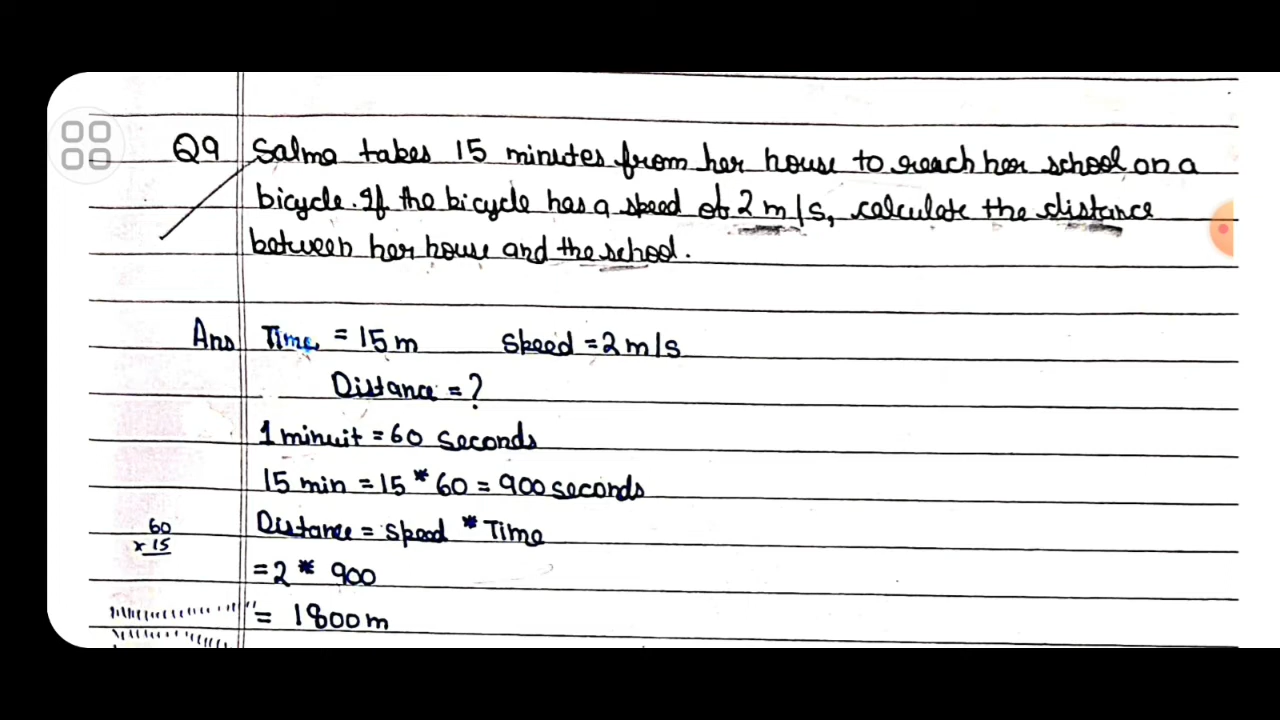 Q9 Salma takes 15 minutes from her house to reach her school on a
bicycle. If the bicycle has a speed of 2 m/s, calculate the distance
between her house and the school.
Ans Time = 15 m Speed = 2 m/s
Distance = ?
1 minuit = 60 seconds
15 min = 15 * 60 = 900 seconds
60
x 15
Distance = speed * Time
= 2 * 900
= 1800 m